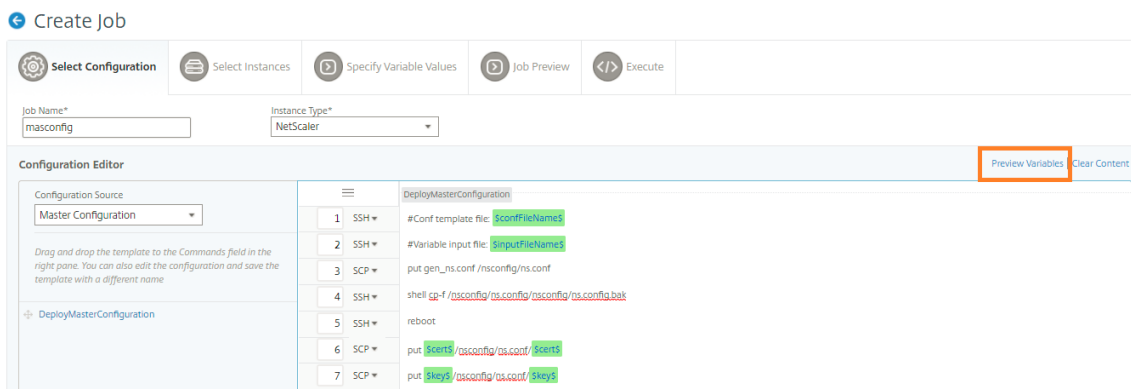 Create Job
Select Configuration
Select Instances
Specify Variable Values
Job Preview
Execute
Job Name*
Instance Type*
masconfig
NetScaler
Configuration Editor
Preview Variables
Clear Content
Configuration Source
Master Configuration
Drag and drop the template to the Commands field in the
right pane. You can also edit the configuration and save the
template with a different name
DeployMasterConfiguration
DeployMasterConfiguration
1 SSH #Conf template file: $confFileName$
2 SSH #Variable input file: $inputFileName$
3 SCP put gen_ns.conf /nsconfig/ns.conf
4 SSH shell cp-f /nsconfig/ns.config/nsconfig/ns.config.bak
5 SSH reboot
6 SCP put $cert$ /nsconfig/ns.conf/ $cert$
7 SCP put $key$ /nsconfig/ns.conf/ $key$